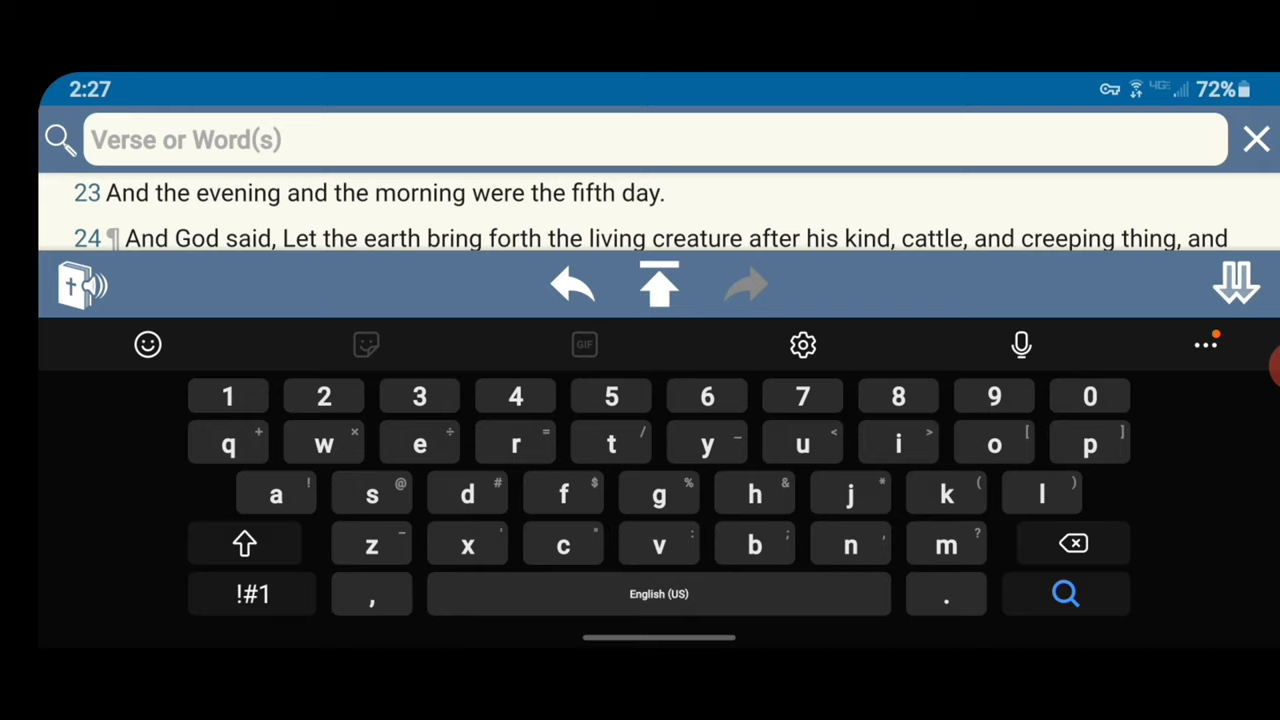 2:27 4GE 72%
Verse or Word(s)
23 And the evening and the morning were the fifth day.
24 ¶ And God said, Let the earth bring forth the living creature after his kind, cattle, and creeping thing, and
GIF
1 2 3 4 5 6 7 8 9 0
q + w × e ÷ r = t / y _ u < i > o [ p ]
a ! s @ d # f $ g % h & j * k ( l )
z - x ' c " v : b ; n , m ?
!#1 , English (US) .